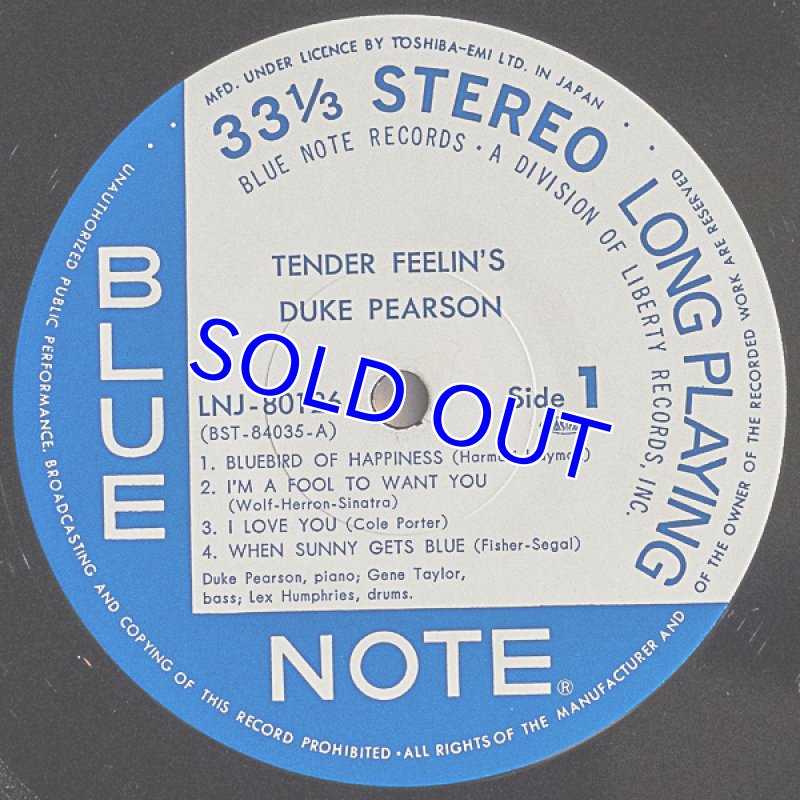 MFD. UNDER LICENCE BY TOSHIBA-EMI LTD. IN JAPAN
33⅓ STEREO LONG PLAYING
BLUE NOTE RECORDS • A DIVISION OF LIBERTY RECORDS, INC.
TENDER FEELIN'S
DUKE PEARSON
SOLD OUT
LNJ-80126
Side 1
(BST-84035-A)
1. BLUEBIRD OF HAPPINESS
2. I'M A FOOL TO WANT YOU
(Wolf-Herron-Sinatra)
3. I LOVE YOU (Cole Porter)
4. WHEN SUNNY GETS BLUE (Fisher-Segal)
Duke Pearson, piano; Gene Taylor,
bass; Lex Humphries, drums.
BLUE
NOTE®
UNAUTHORIZED PUBLIC PERFORMANCE, BROADCASTING AND COPYING OF THIS RECORD PROHIBITED • ALL RIGHTS OF THE MANUFACTURER AND OF THE OWNER OF THE RECORDED WORK ARE RESERVED